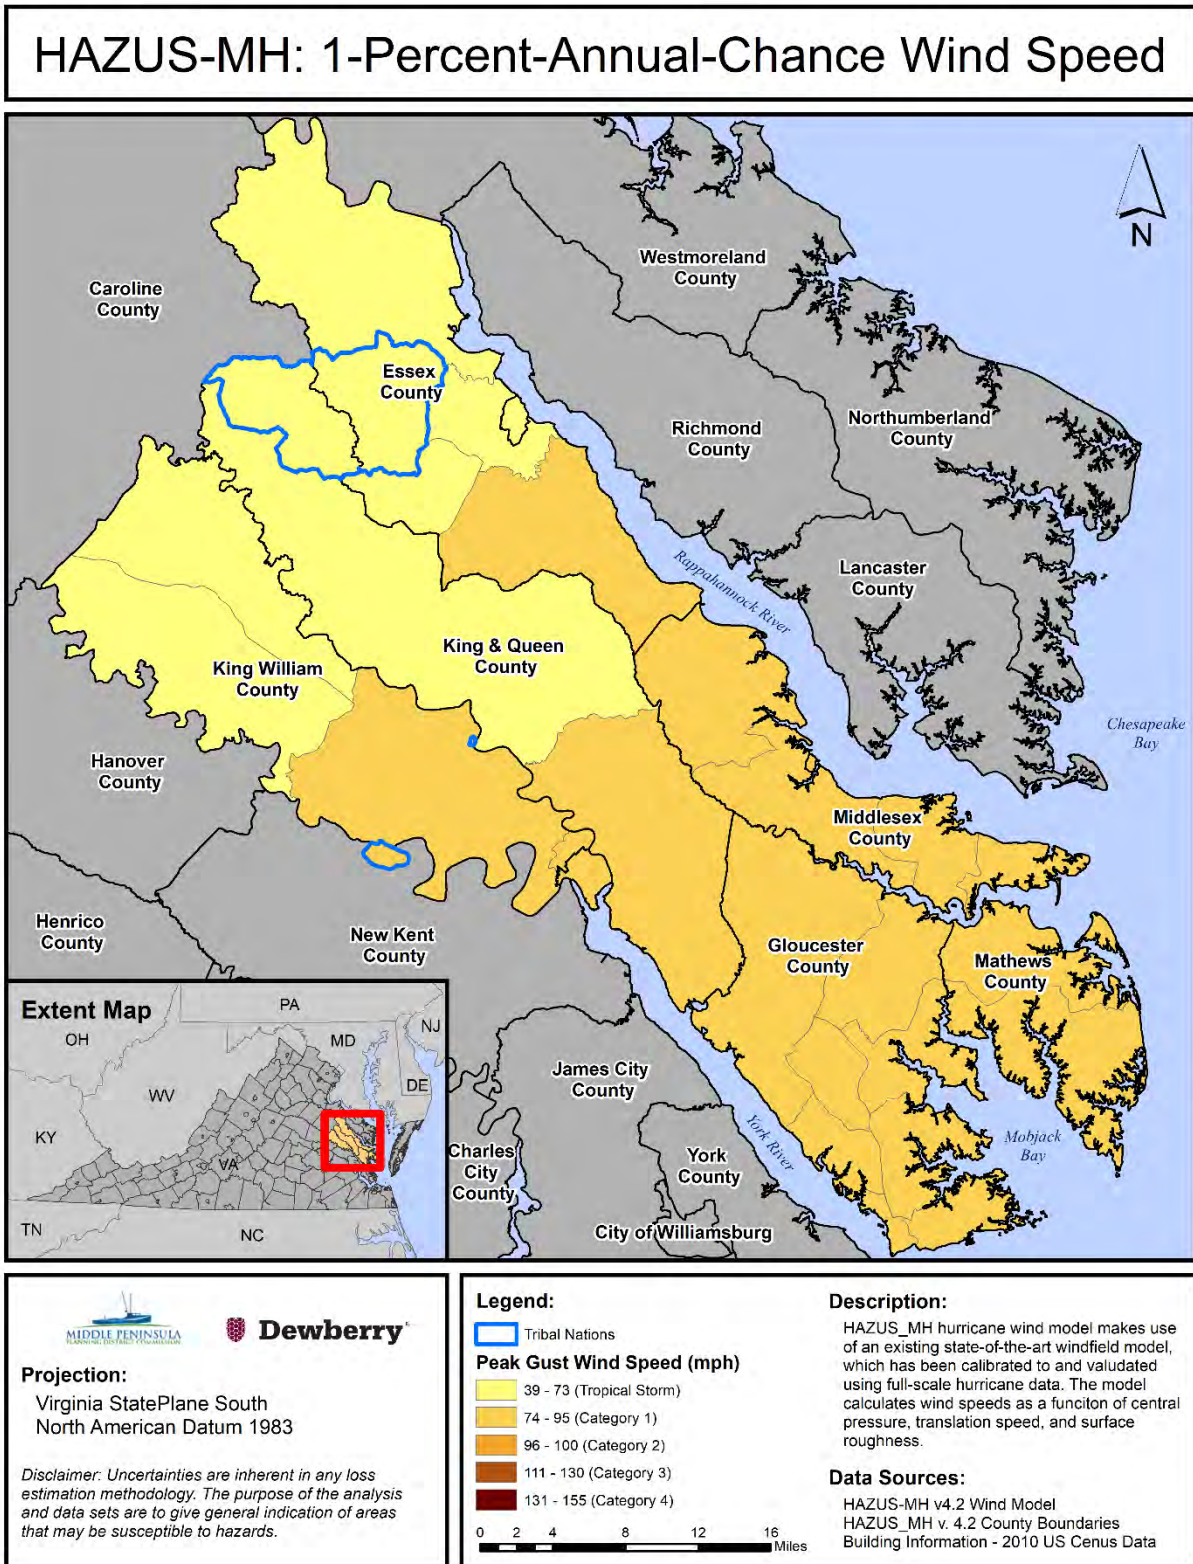 HAZUS-MH: 1-Percent-Annual-Chance Wind Speed
N
Westmoreland
County
Caroline
County
Essex
County
Richmond
County
Northumberland
County
Rappahannock River
Lancaster
County
King & Queen
County
King William
County
Chesapeake
Bay
Hanover
County
Middlesex
County
Henrico
County
New Kent
County
Gloucester
County
Mathews
County
James City
County
Mobjack
Bay
York River
Charles
City
County
York
County
City of Williamsburg
Extent Map
PA
OH
MD
NJ
WV
DE
KY
VA
TN
NC
MIDDLE PENINSULA
PLANNING DISTRICT COMMISSION
Dewberry
Projection:
Virginia StatePlane South
North American Datum 1983
Disclaimer: Uncertainties are inherent in any loss
estimation methodology. The purpose of the analysis
and data sets are to give general indication of areas
that may be susceptible to hazards.
Legend:
Tribal Nations
Peak Gust Wind Speed (mph)
39 - 73 (Tropical Storm)
74 - 95 (Category 1)
96 - 100 (Category 2)
111 - 130 (Category 3)
131 - 155 (Category 4)
0 2 4 8 12 16
Miles
Description:
HAZUS_MH hurricane wind model makes use
of an existing state-of-the-art windfield model,
which has been calibrated to and valudated
using full-scale hurricane data. The model
calculates wind speeds as a funciton of central
pressure, translation speed, and surface
roughness.
Data Sources:
HAZUS-MH v4.2 Wind Model
HAZUS_MH v. 4.2 County Boundaries
Building Information - 2010 US Cenus Data